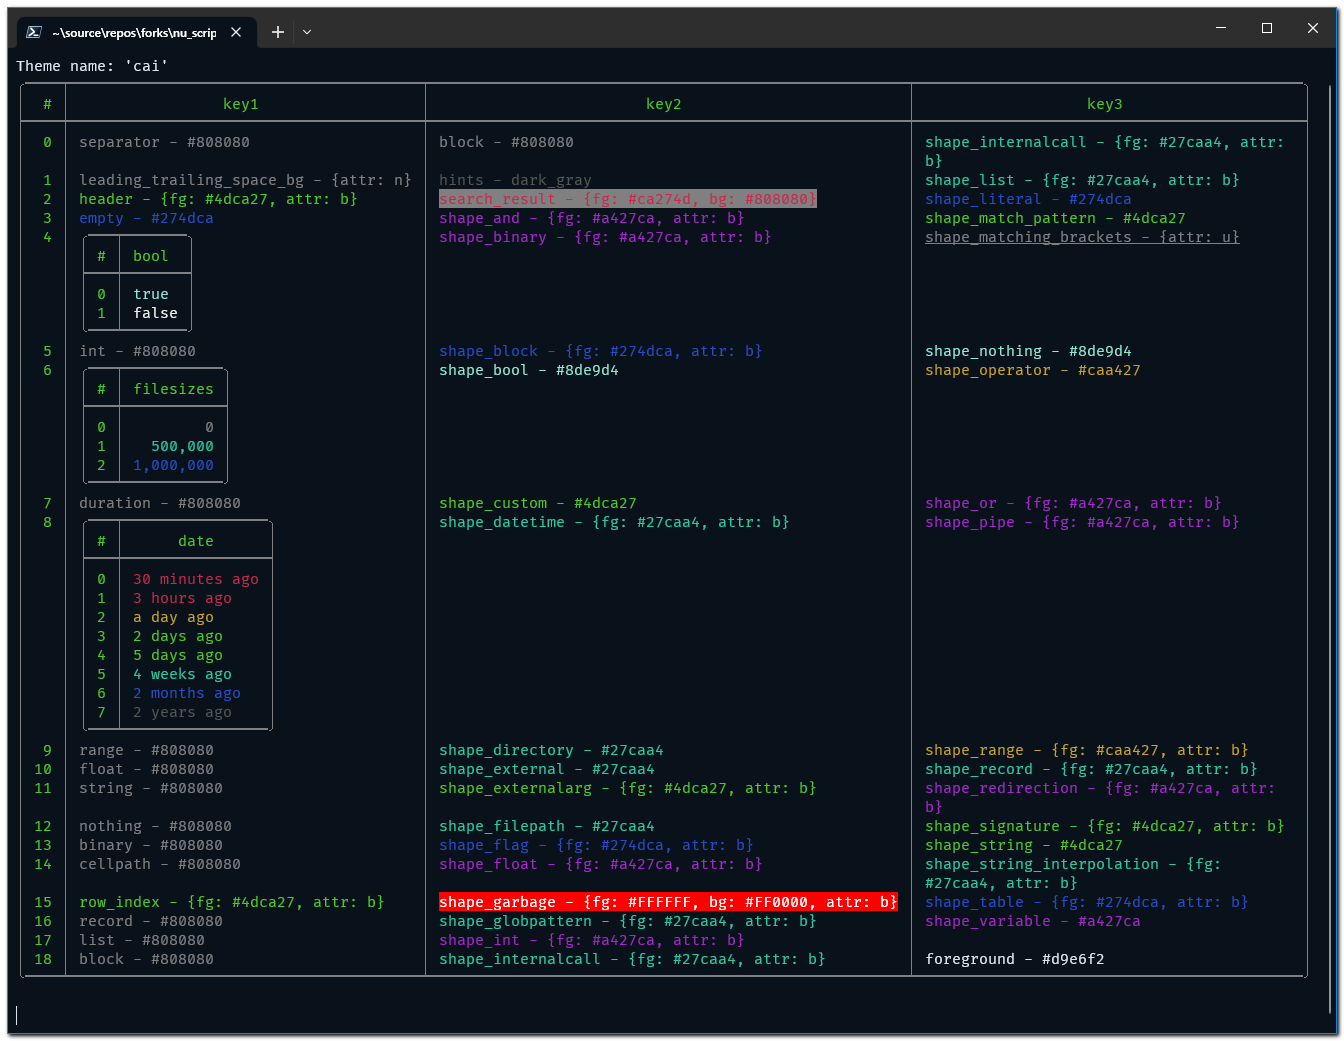 ~\source\repos\forks\nu_scrip
Theme name: 'cai'
# key1 key2 key3
0 separator - #808080 block - #808080 shape_internalcall - {fg: #27caa4, attr:
b}
1 leading_trailing_space_bg - {attr: n} hints - dark_gray shape_list - {fg: #27caa4, attr: b}
2 header - {fg: #4dca27, attr: b} search_result - {fg: #ca274d, bg: #808080} shape_literal - #274dca
3 empty - #274dca shape_and - {fg: #a427ca, attr: b} shape_match_pattern - #4dca27
4 shape_binary - {fg: #a427ca, attr: b} shape_matching_brackets - {attr: u}
# bool
0 true
1 false
5 int - #808080 shape_block - {fg: #274dca, attr: b} shape_nothing - #8de9d4
6 shape_bool - #8de9d4 shape_operator - #caa427
# filesizes
0 0
1 500,000
2 1,000,000
7 duration - #808080 shape_custom - #4dca27 shape_or - {fg: #a427ca, attr: b}
8 shape_datetime - {fg: #27caa4, attr: b} shape_pipe - {fg: #a427ca, attr: b}
# date
0 30 minutes ago
1 3 hours ago
2 a day ago
3 2 days ago
4 5 days ago
5 4 weeks ago
6 2 months ago
7 2 years ago
9 range - #808080 shape_directory - #27caa4 shape_range - {fg: #caa427, attr: b}
10 float - #808080 shape_external - #27caa4 shape_record - {fg: #27caa4, attr: b}
11 string - #808080 shape_externalarg - {fg: #4dca27, attr: b} shape_redirection - {fg: #a427ca, attr:
b}
12 nothing - #808080 shape_filepath - #27caa4 shape_signature - {fg: #4dca27, attr: b}
13 binary - #808080 shape_flag - {fg: #274dca, attr: b} shape_string - #4dca27
14 cellpath - #808080 shape_float - {fg: #a427ca, attr: b} shape_string_interpolation - {fg:
#27caa4, attr: b}
15 row_index - {fg: #4dca27, attr: b} shape_garbage - {fg: #FFFFFF, bg: #FF0000, attr: b} shape_table - {fg: #274dca, attr: b}
16 record - #808080 shape_globpattern - {fg: #27caa4, attr: b} shape_variable - #a427ca
17 list - #808080 shape_int - {fg: #a427ca, attr: b}
18 block - #808080 shape_internalcall - {fg: #27caa4, attr: b} foreground - #d9e6f2